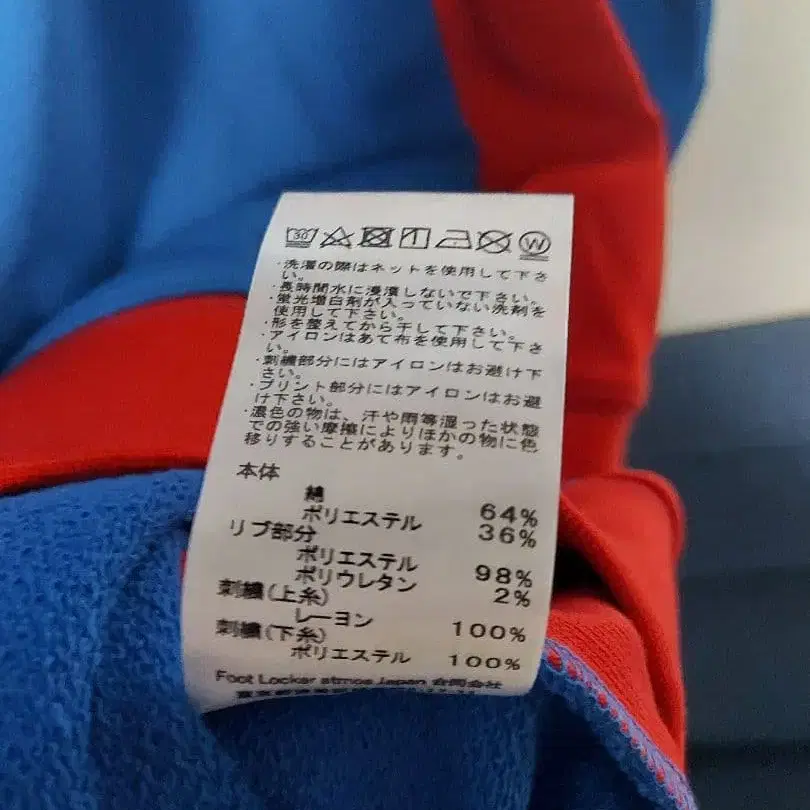 30 W
・洗濯の際はネットを使用して下さ
い。
・長時間水に浸漬しないで下さい。
・蛍光増白剤が入っていない洗剤を
使用して下さい。
・形を整えてから干して下さい。
・アイロンはあて布を使用して下さ
い。
・刺繍部分にはアイロンはお避け下
さい。
・プリント部分にはアイロンはお避
け下さい。
・濃色の物は、汗や雨等湿った状態
での強い摩擦によりほかの物に色
移りすることがあります。
本体
綿 64%
ポリエステル 36%
リブ部分
ポリエステル 98%
ポリウレタン 2%
刺繍(上糸)
レーヨン 100%
刺繍(下糸)
ポリエステル 100%
Foot Locker atmos Japan 合同会社